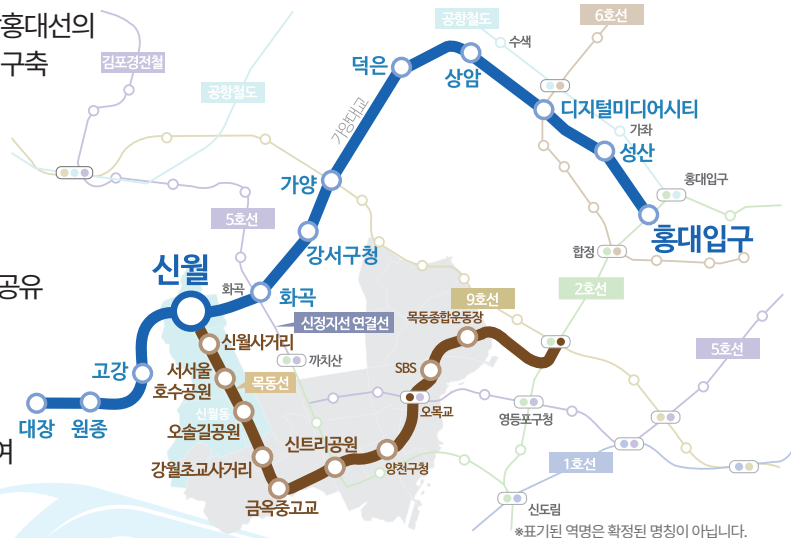 홍대선의
구축
공항철도
6호선
수색
김포경전철
덕은
상암
공항철도
디지털미디어시티
가양대교
가좌
성산
가양
홍대입구
5호선
홍대입구
강서구청
합정
신월
공유
화곡
화곡
2호선
9호선
목동종합운동장
신정지선 연결선
신월사거리
까치산
5호선
고강
서서울
호수공원
목동선
SBS
신월동
오목교
대장
원종
오솔길공원
신트리공원
영등포구청
여
강월초교사거리
양천구청
1호선
금옥중고교
신도림
※표기된 역명은 확정된 명칭이 아닙니다.